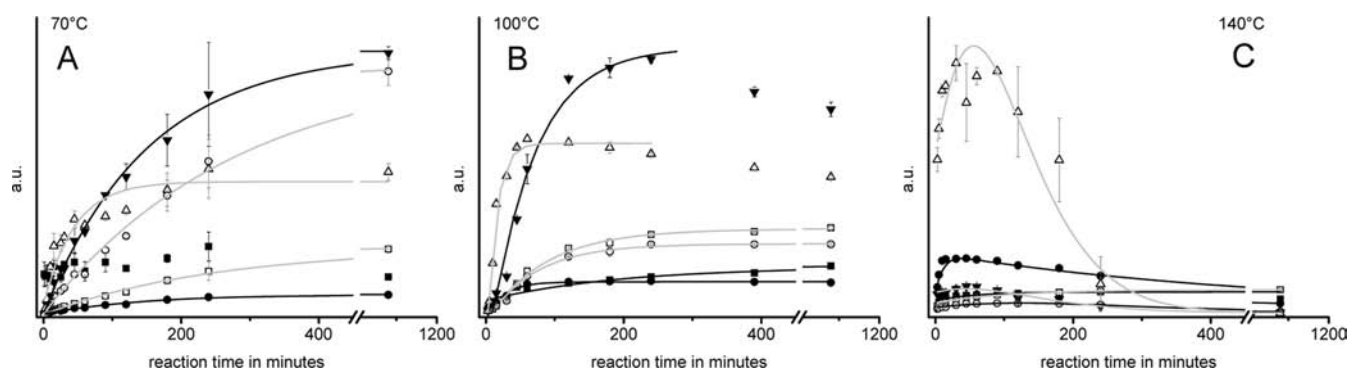 70°C
A
a.u.
0
200
400
1200
reaction time in minutes
100°C
B
a.u.
0
200
400
1200
reaction time in minutes
140°C
C
a.u.
0
200
400
1200
reaction time in minutes